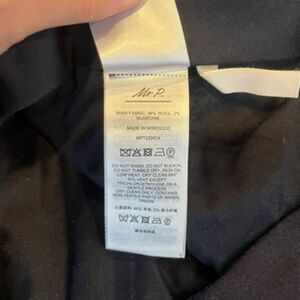 Mr P.
MAIN FABRIC: 98% WOOL, 2%
ELASTANE
MADE IN MOROCCO
DO NOT WASH, DO NOT BLEACH,
DO NOT TUMBLE DRY, IRON ON
LOW HEAT, DRY CLEAN ANY
SOLVENT EXCEPT
TRICHLOROETHYLENE ON A
GENTLE PROCESS
DRY CLEAN ONLY. CONTAINS
NON-TEXTILE PARTS OF ANIMAL
ORIGIN